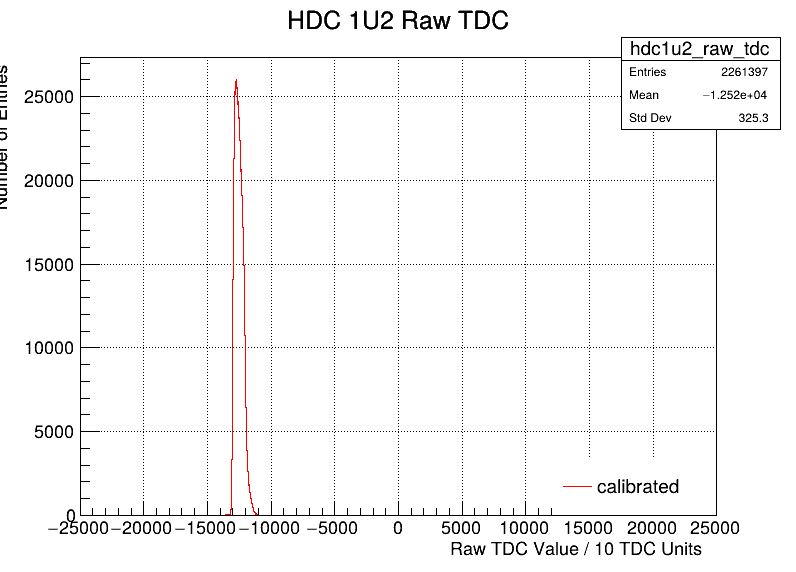 HDC 1U2 Raw TDC
hdc1u2_raw_tdc
Entries 2261397
Mean −1.252e+04
Std Dev 325.3
Number of Entries
25000
20000
15000
10000
5000
0
−25000 −20000 −15000 −10000 −5000 0 5000 10000 15000 20000 25000
calibrated
Raw TDC Value / 10 TDC Units